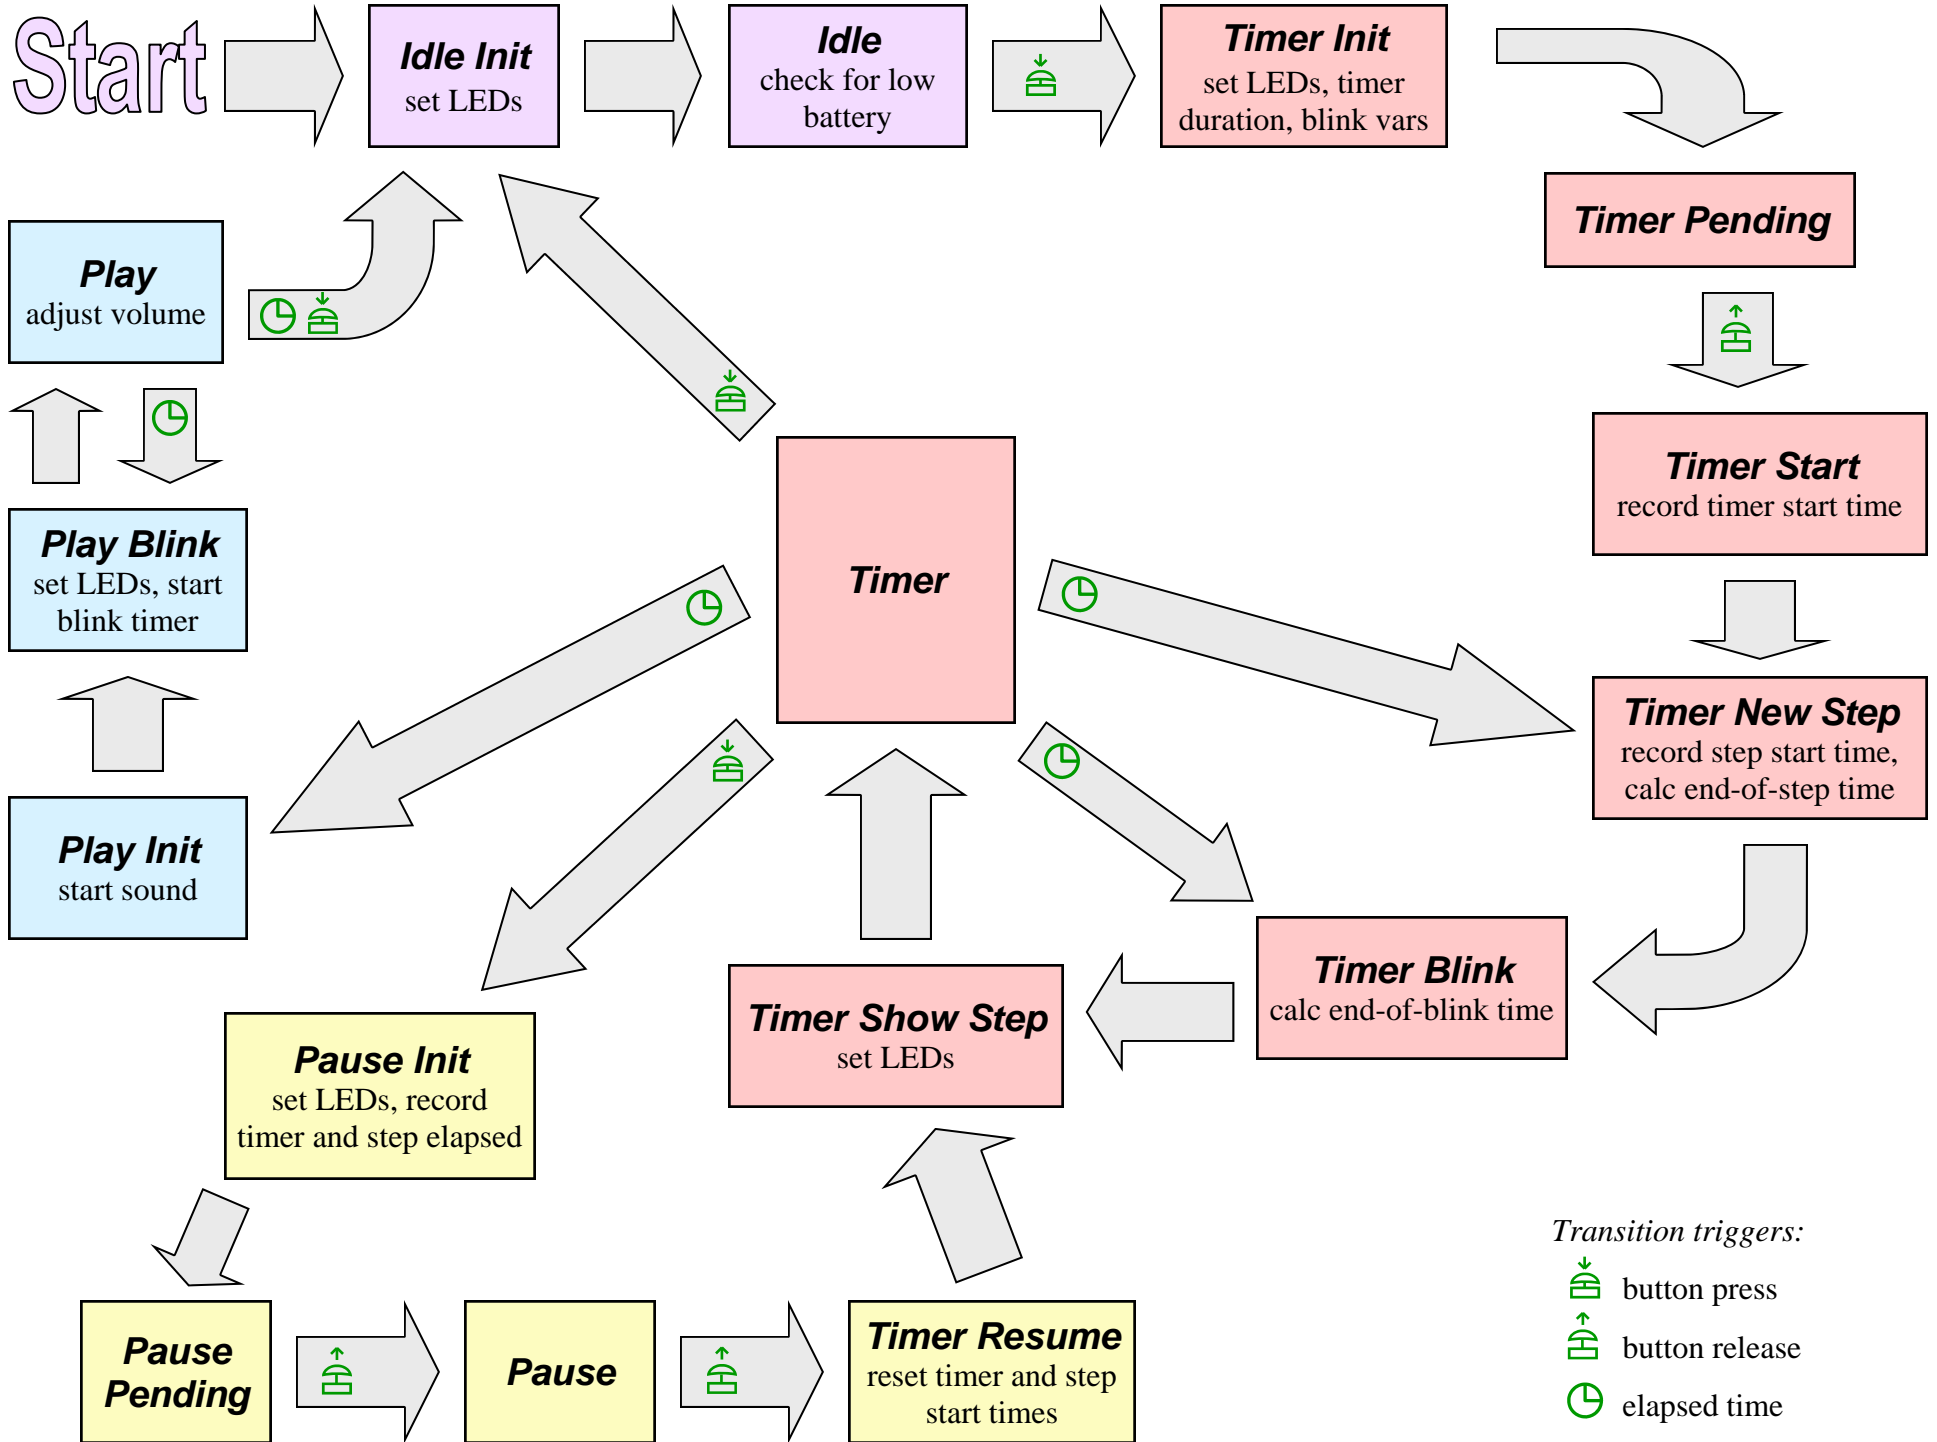 Start
Idle Init
set LEDs
Idle
check for low
battery
Timer Init
set LEDs, timer
duration, blink vars
Timer Pending
Play
adjust volume
Timer Start
record timer start time
Play Blink
set LEDs, start
blink timer
Timer
Timer New Step
record step start time,
calc end-of-step time
Play Init
start sound
Timer Blink
calc end-of-blink time
Timer Show Step
set LEDs
Pause Init
set LEDs, record
timer and step elapsed
Pause
Pending
Pause
Timer Resume
reset timer and step
start times
Transition triggers:
button press
button release
elapsed time